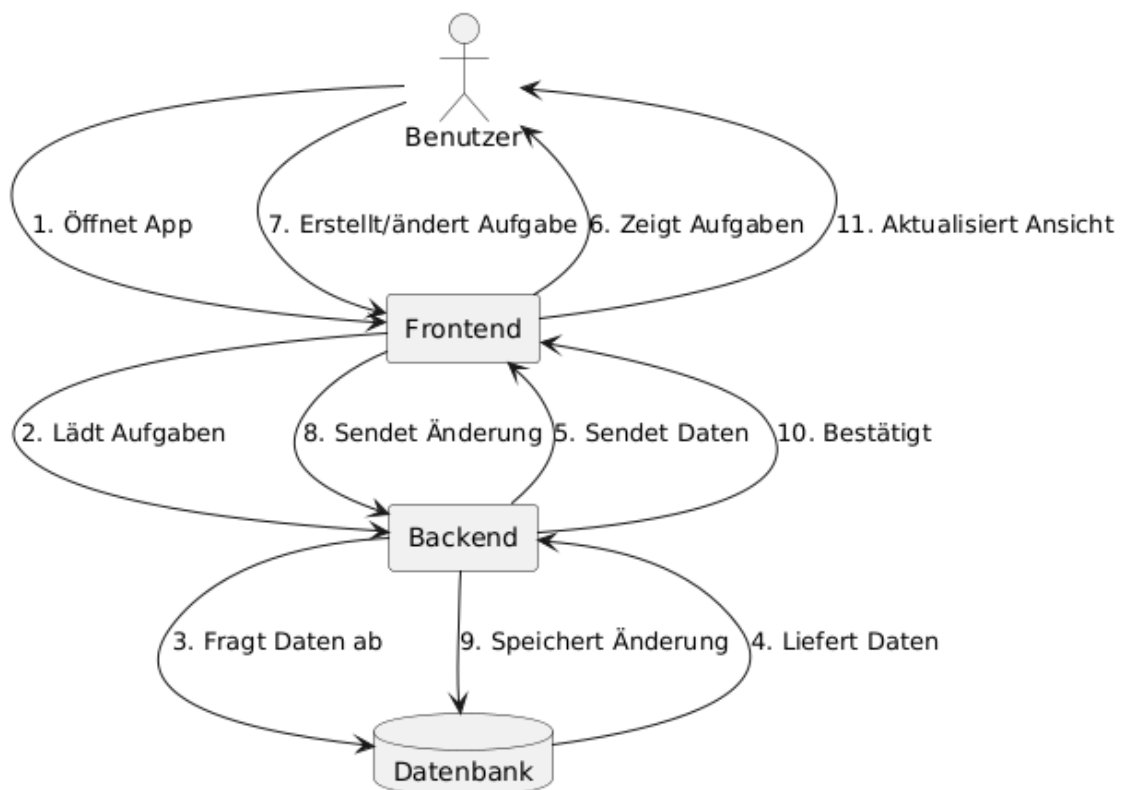 Benutzer
1. Öffnet App
7. Erstellt/ändert Aufgabe
6. Zeigt Aufgaben
11. Aktualisiert Ansicht
Frontend
2. Lädt Aufgaben
8. Sendet Änderung
5. Sendet Daten
10. Bestätigt
Backend
3. Fragt Daten ab
9. Speichert Änderung
4. Liefert Daten
Datenbank